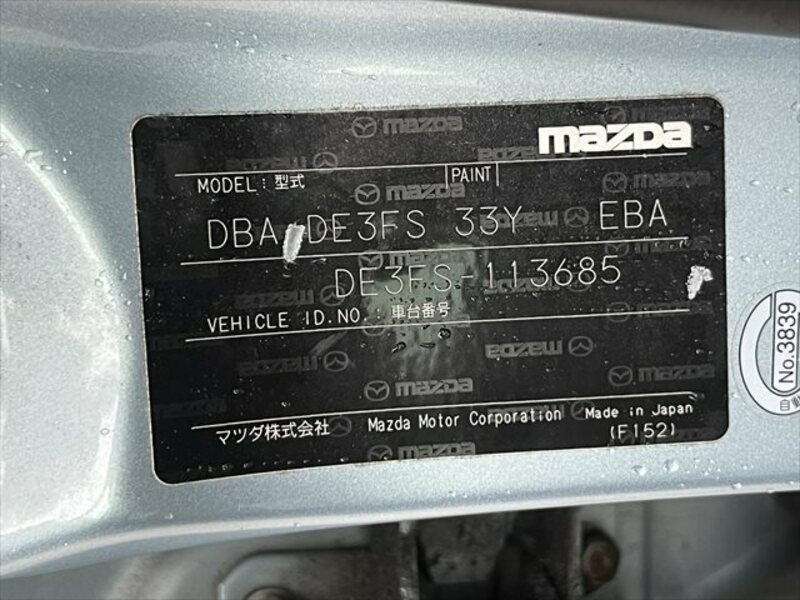 mazda
MODEL : 型式 PAINT
DBA-DE3FS 33Y EBA
DE3FS-113685
VEHICLE ID.NO. : 車台番号
マツダ株式会社 Mazda Motor Corporation Made in Japan
(F152)
No.3839